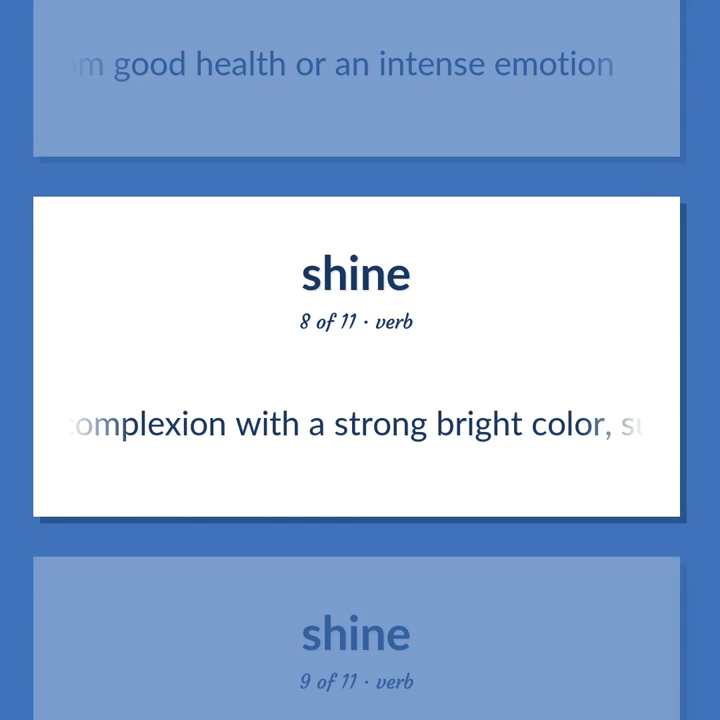 good health or an intense emotion
shine
8 of 11 · verb
complexion with a strong bright color,
shine
9 of 11 · verb